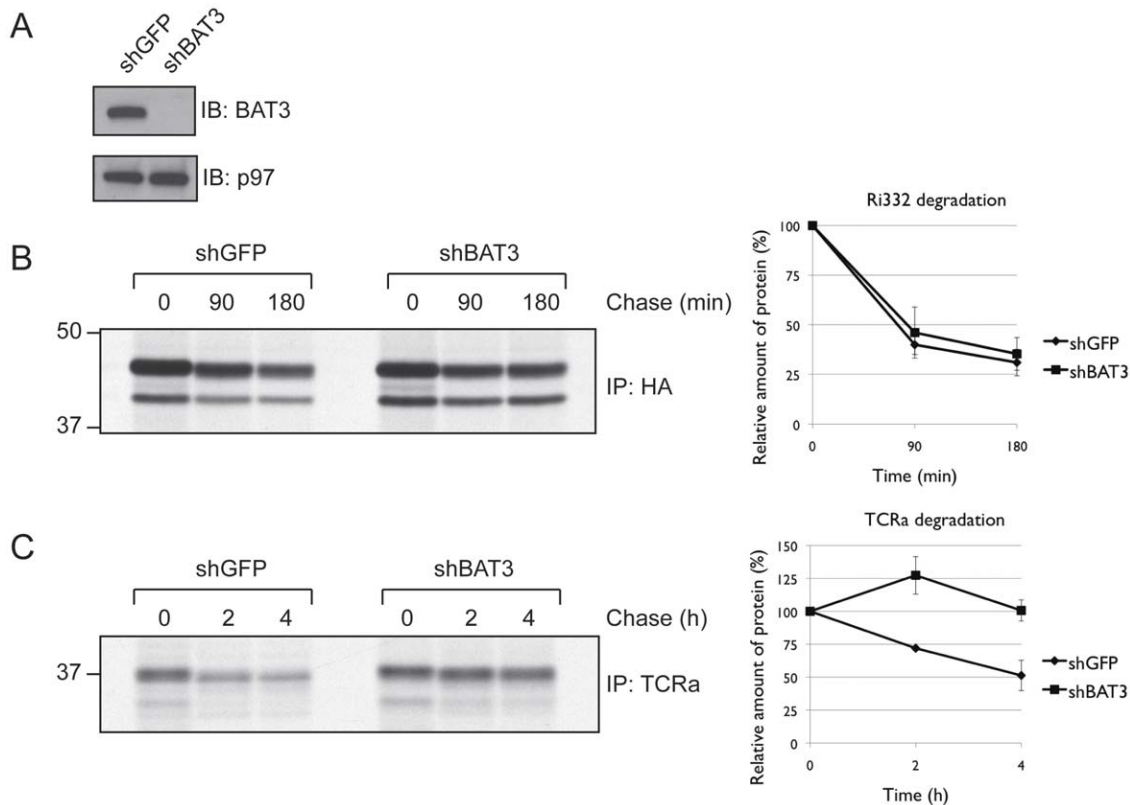 A
shGFP
shBAT3
IB: BAT3
IB: p97
B
shGFP
shBAT3
0 90 180 0 90 180 Chase (min)
50
37
IP: HA
Ri332 degradation
Relative amount of protein (%)
100
75
50
25
0
0 90 180
Time (min)
shGFP
shBAT3
C
shGFP
shBAT3
0 2 4 0 2 4 Chase (h)
37
IP: TCRa
TCRa degradation
Relative amount of protein (%)
150
125
100
75
50
25
0
0 2 4
Time (h)
shGFP
shBAT3